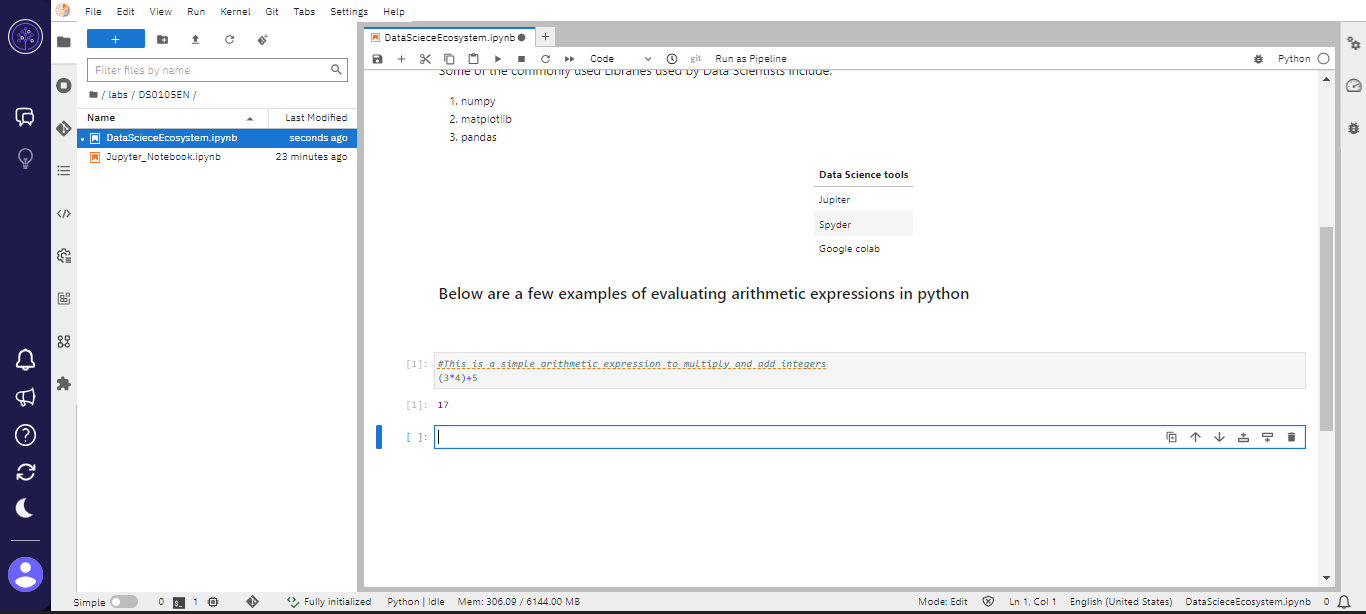 File Edit View Run Kernel Git Tabs Settings Help
DataScieceEcosystem.ipynb
Filter files by name
/ labs / DS0105EN /
Name Last Modified
DataScieceEcosystem.ipynb seconds ago
Jupyter_Notebook.ipynb 23 minutes ago
Code git Run as Pipeline Python
Some of the commonly used Libraries used by Data Scientists include:
1. numpy
2. matplotlib
3. pandas
Data Science tools
Jupiter
Spyder
Google colab
Below are a few examples of evaluating arithmetic expressions in python
[1]: #This is a simple arithmetic expression to multiply and add integers
(3*4)+5
[1]: 17
[ ]:
Simple 0 1 Fully initialized Python | Idle Mem: 306.09 / 6144.00 MB Mode: Edit Ln 1, Col 1 English (United States) DataScieceEcosystem.ipynb 0